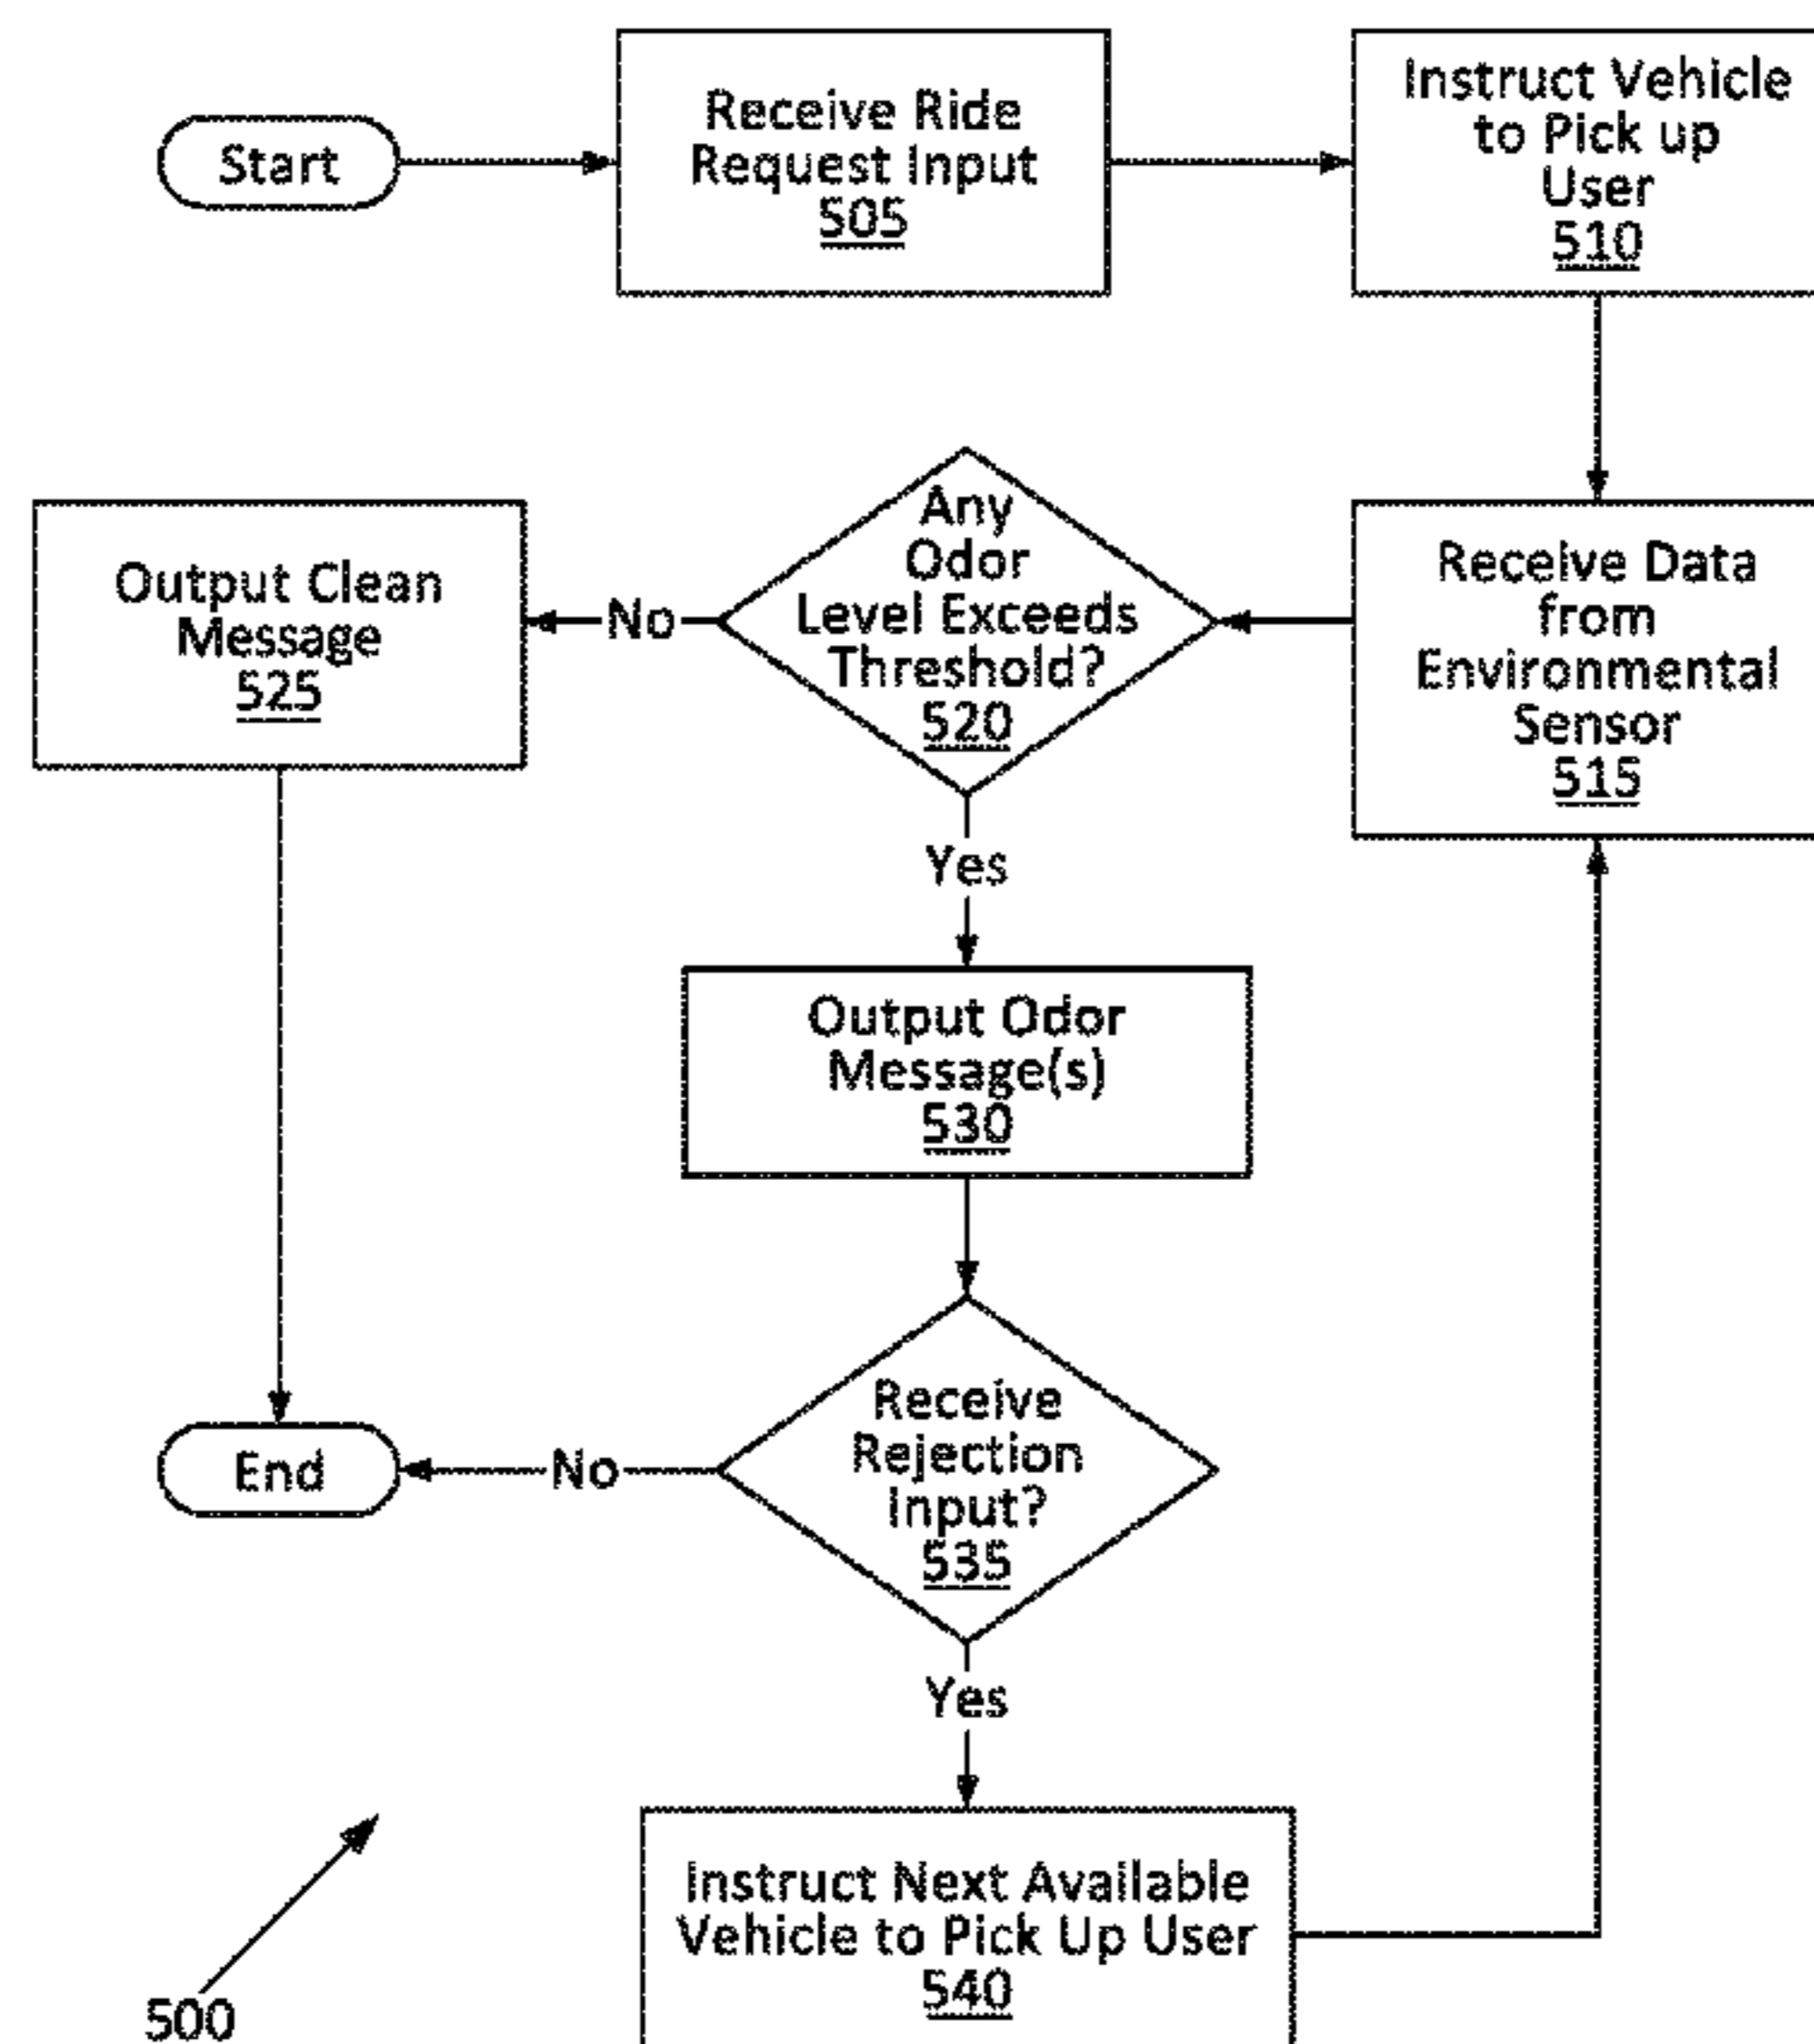 Start
Receive Ride
Request Input
505
Instruct Vehicle
to Pick up
User
510
Receive Data
from
Environmental
Sensor
515
Any
Odor
Level Exceeds
Threshold?
520
No
Output Clean
Message
525
Yes
Output Odor
Message(s)
530
Receive
Rejection
Input?
535
No
End
Yes
Instruct Next Available
Vehicle to Pick Up User
540
500